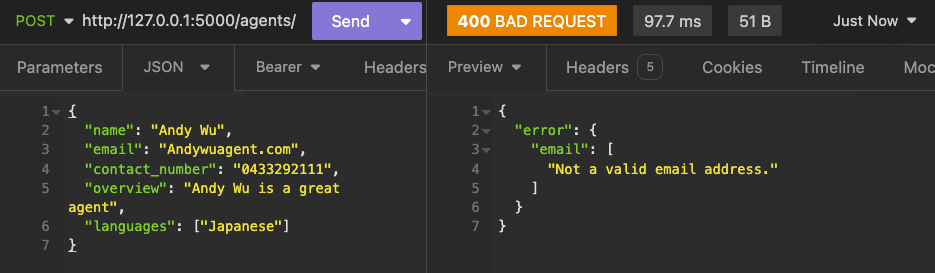 POST http://127.0.0.1:5000/agents/ Send 400 BAD REQUEST 97.7 ms 51 B Just Now
Parameters JSON Bearer Headers Preview Headers 5 Cookies Timeline Moc
1 {
2 "name": "Andy Wu",
3 "email": "Andywuagent.com",
4 "contact_number": "0433292111",
5 "overview": "Andy Wu is a great
agent",
6 "languages": ["Japanese"]
7 }
1 {
2 "error": {
3 "email": [
4 "Not a valid email address."
5 ]
6 }
7 }